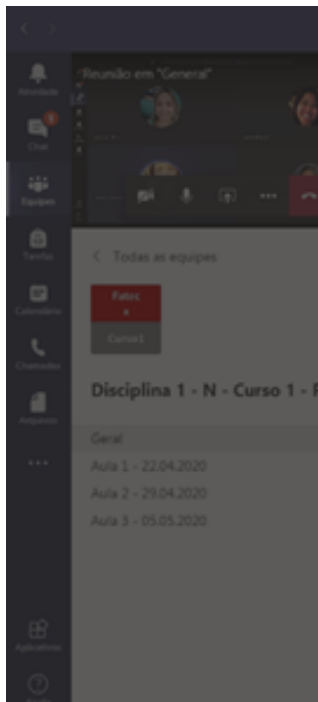 Reunião em "General"
Atividade
Chat
Equipes
Tarefas
Calendário
Chamadas
Arquivos
Aplicativos
Todas as equipes
Fatec
Curso1
Disciplina 1 - N - Curso 1 -
Geral
Aula 1 - 22.04.2020
Aula 2 - 29.04.2020
Aula 3 - 05.05.2020